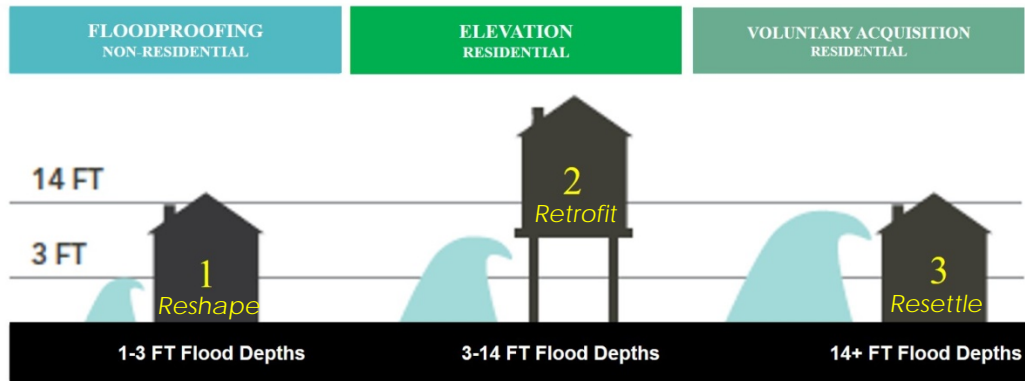 FLOODPROOFING
NON-RESIDENTIAL
ELEVATION
RESIDENTIAL
VOLUNTARY ACQUISITION
RESIDENTIAL
14 FT
3 FT
1
Reshape
2
Retrofit
3
Resettle
1-3 FT Flood Depths
3-14 FT Flood Depths
14+ FT Flood Depths